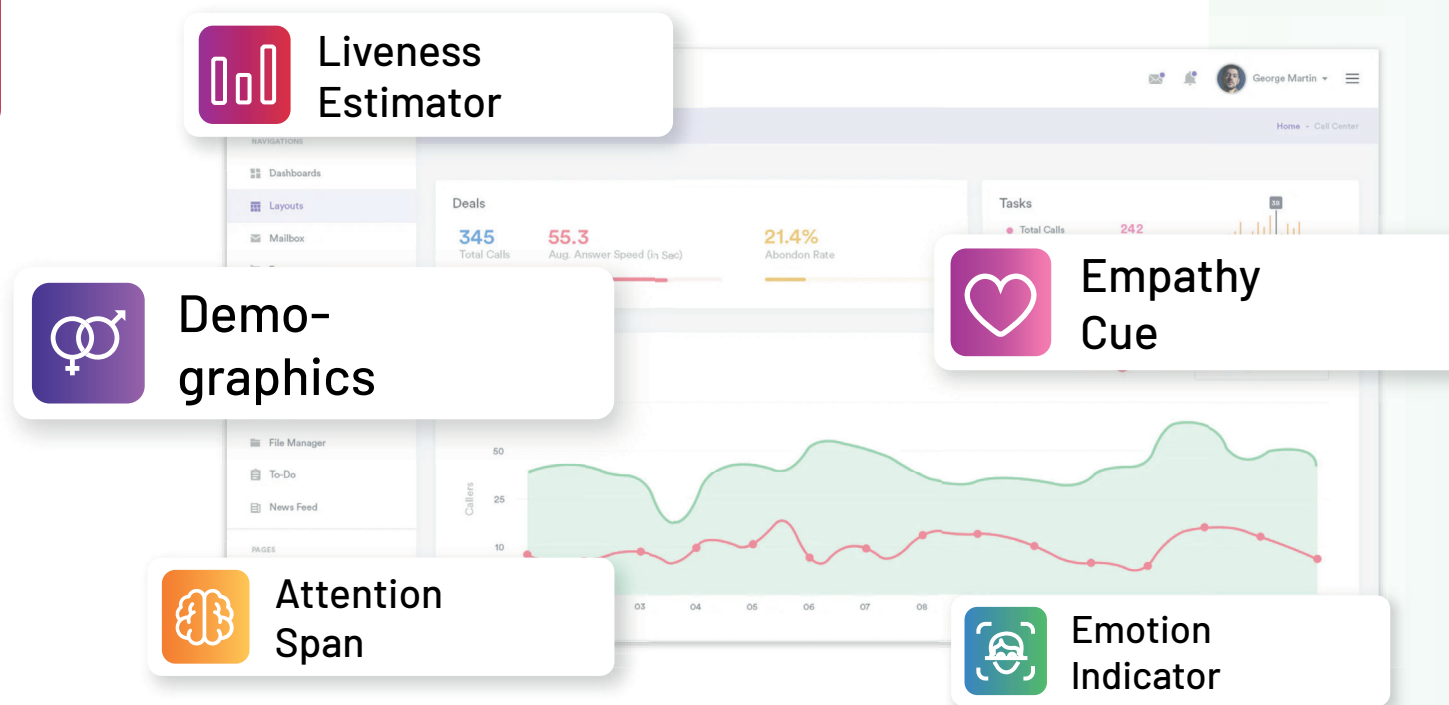 Liveness
Estimator
George Martin
Home - Call Center
NAVIGATIONS
Dashboards
Layouts
Mailbox
Deals
345
Total Calls
55.3
Aug. Answer Speed (in Sec)
21.4%
Abondon Rate
Tasks
Total Calls
242
38
Demo-
graphics
Empathy
Cue
File Manager
To-Do
News Feed
PAGES
Callers
50
25
10
03 04 05 06 07 08
Attention
Span
Emotion
Indicator